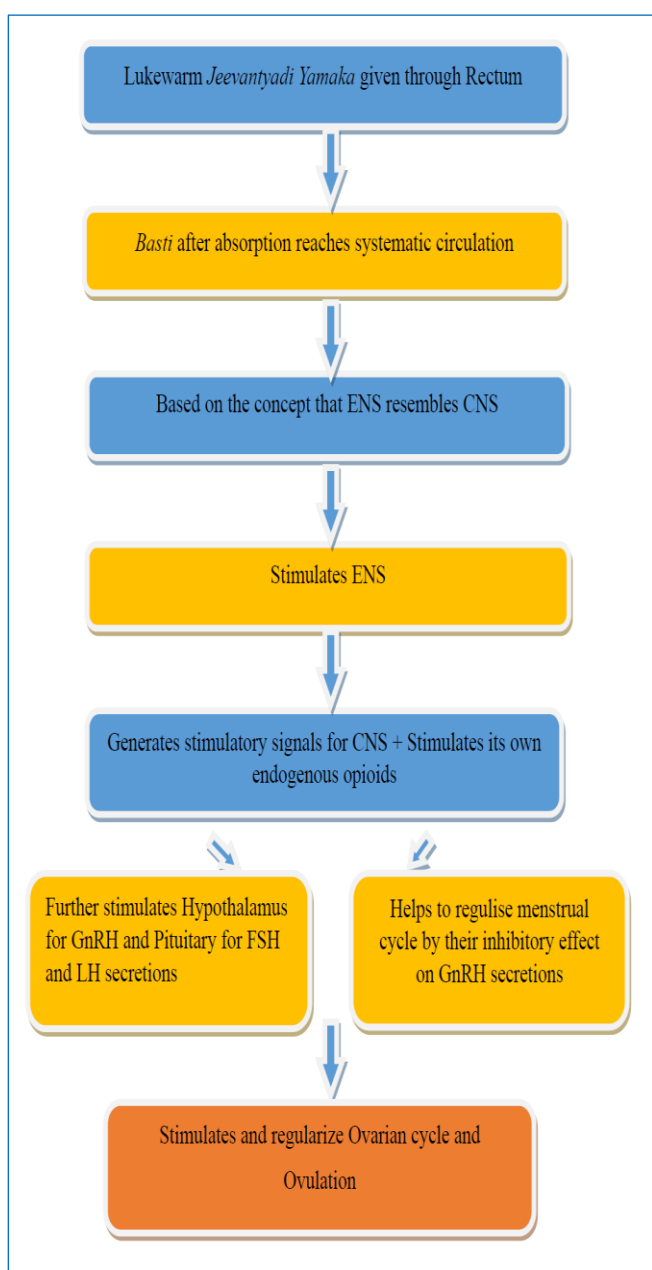 Lukewarm Jeevantyadi Yamaka given through Rectum
Basti after absorption reaches systematic circulation
Based on the concept that ENS resembles CNS
Stimulates ENS
Generates stimulatory signals for CNS + Stimulates its own
endogenous opioids
Further stimulates Hypothalamus
for GnRH and Pituitary for FSH
and LH secretions
Helps to regulise menstrual
cycle by their inhibitory effect
on GnRH secretions
Stimulates and regularize Ovarian cycle and
Ovulation